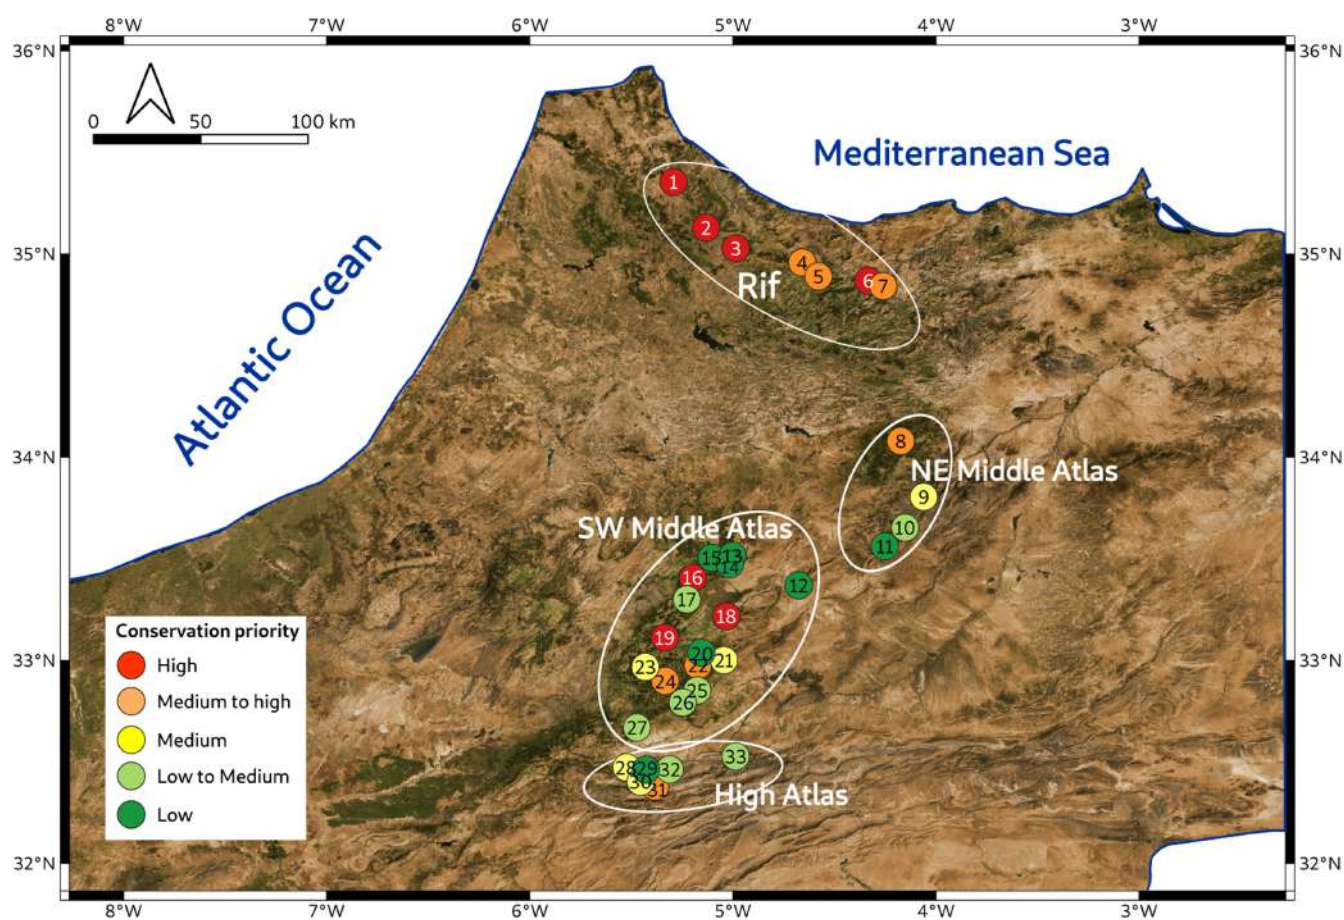 8°W 7°W 6°W 5°W 4°W 3°W
36°N 36°N
0 50 100 km
Mediterranean Sea
Atlantic Ocean
1
2
3
35°N 35°N
4
5
6
7
Rif
8
34°N 34°N
NE Middle Atlas
9
10
11
SW Middle Atlas
15
13
14
12
16
17
18
19
20
33°N 33°N
21
22
23
24
25
26
27
28
29
30
31
32
33
High Atlas
32°N 32°N
Conservation priority
High
Medium to high
Medium
Low to Medium
Low
8°W 7°W 6°W 5°W 4°W 3°W